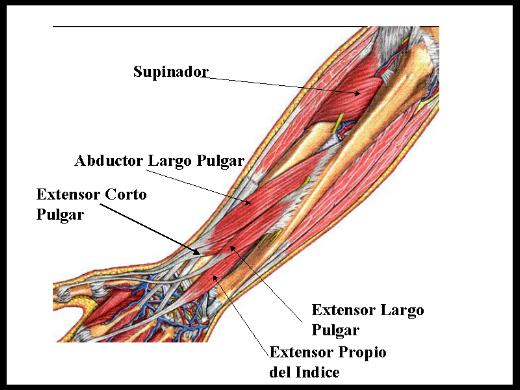 Supinador
Abductor Largo Pulgar
Extensor Corto
Pulgar
Extensor Largo
Pulgar
Extensor Propio
del Indice